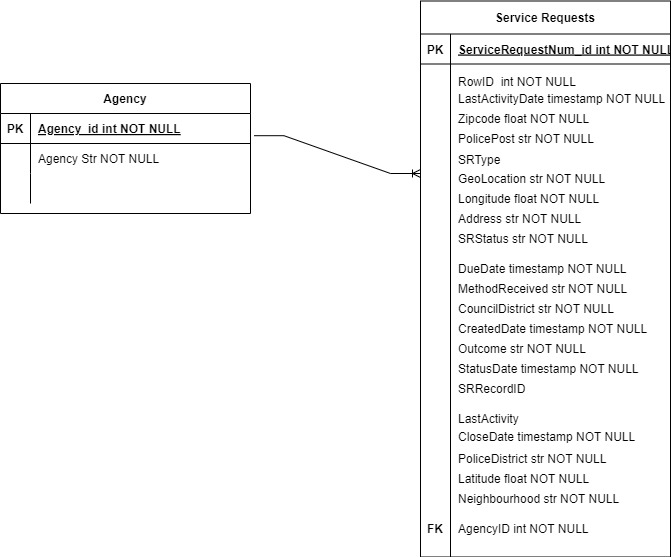 Agency
PK Agency_id int NOT NULL
Agency Str NOT NULL
Service Requests
PK ServiceRequestNum_id int NOT NULL
RowID  int NOT NULL
LastActivityDate timestamp NOT NULL
Zipcode float NOT NULL
PolicePost str NOT NULL
SRType
GeoLocation str NOT NULL
Longitude float NOT NULL
Address str NOT NULL
SRStatus str NOT NULL
DueDate timestamp NOT NULL
MethodReceived str NOT NULL
CouncilDistrict str NOT NULL
CreatedDate timestamp NOT NULL
Outcome str NOT NULL
StatusDate timestamp NOT NULL
SRRecordID
LastActivity
CloseDate timestamp NOT NULL
PoliceDistrict str NOT NULL
Latitude float NOT NULL
Neighbourhood str NOT NULL
FK AgencyID int NOT NULL